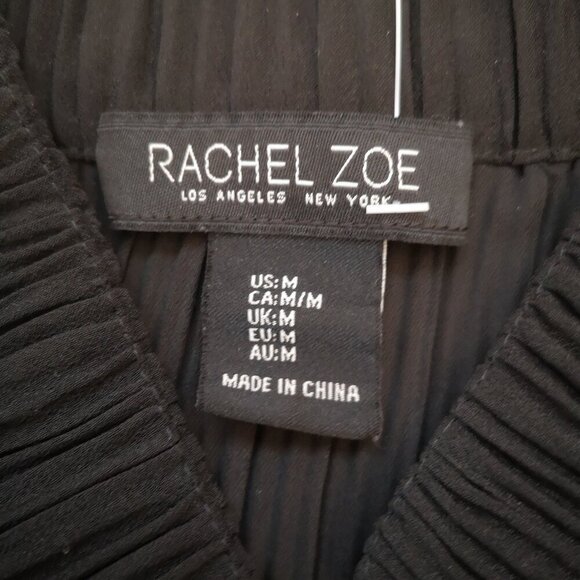 RACHEL ZOE
LOS ANGELES NEW YORK
US:M
CA:M/M
UK:M
EU:M
AU:M
MADE IN CHINA